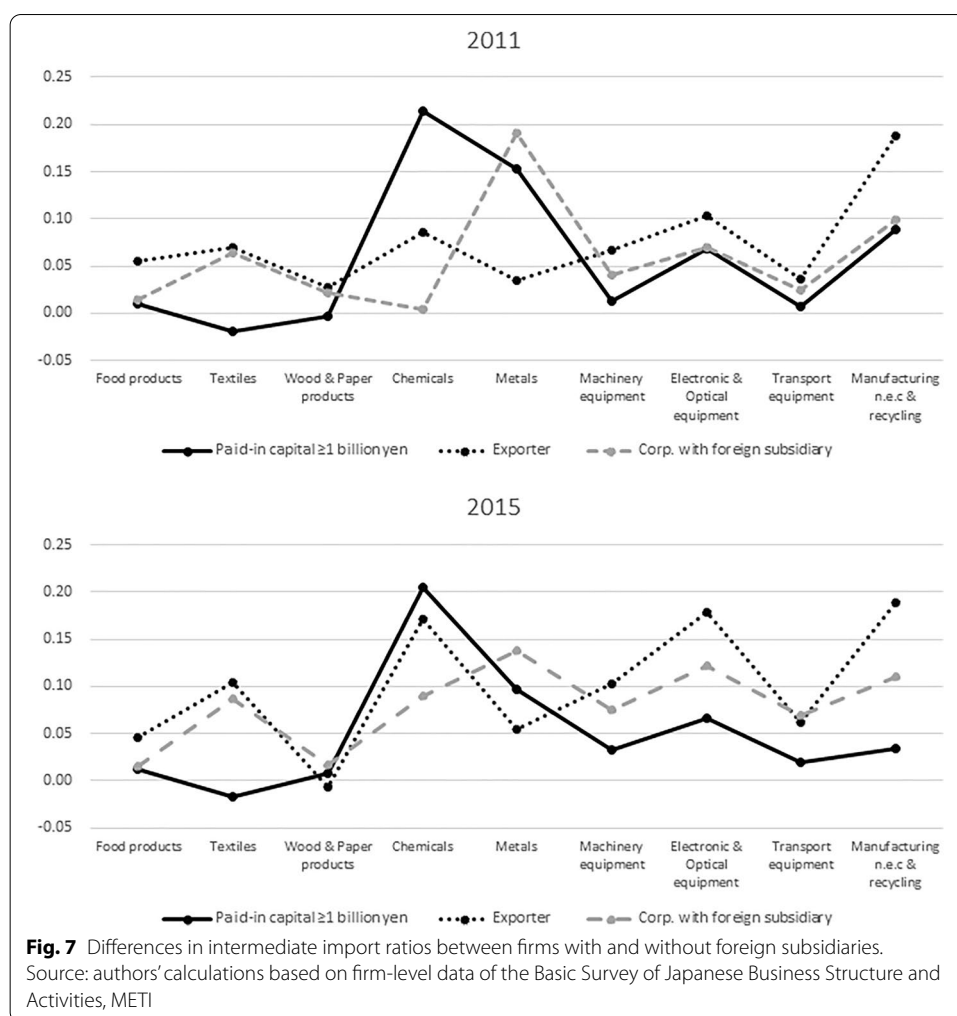 2011
0.25
0.20
0.15
0.10
0.05
0.00
-0.05
Food products Textiles Wood & Paper products Chemicals Metals Machinery equipment Electronic & Optical equipment Transport equipment Manufacturing n.e.c & recycling
Paid-in capital ≥1 billion yen Exporter Corp. with foreign subsidiary
2015
0.25
0.20
0.15
0.10
0.05
0.00
-0.05
Food products Textiles Wood & Paper products Chemicals Metals Machinery equipment Electronic & Optical equipment Transport equipment Manufacturing n.e.c & recycling
Paid-in capital ≥1 billion yen Exporter Corp. with foreign subsidiary
Fig. 7 Differences in intermediate import ratios between firms with and without foreign subsidiaries.
Source: authors' calculations based on firm-level data of the Basic Survey of Japanese Business Structure and
Activities, METI